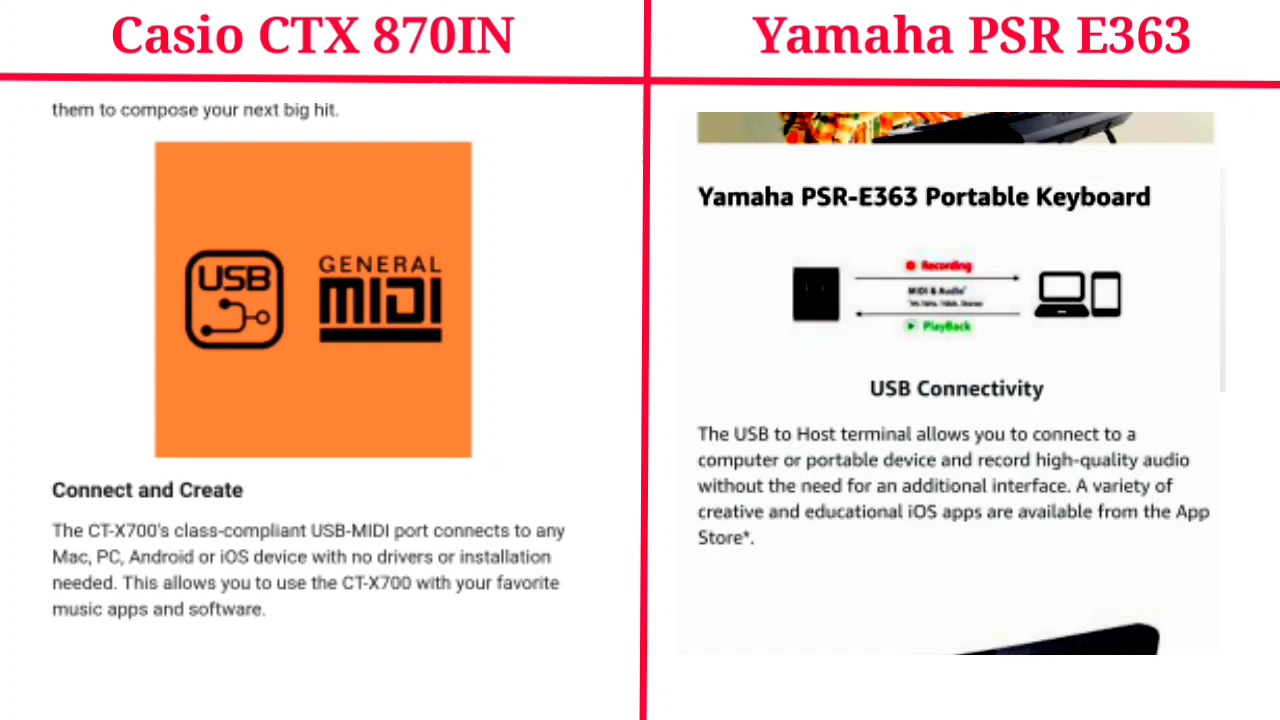 Casio CTX 870IN
Yamaha PSR E363
them to compose your next big hit.
USB
GENERAL
MIDI
Connect and Create
The CT-X700's class-compliant USB-MIDI port connects to any
Mac, PC, Android or iOS device with no drivers or installation
needed. This allows you to use the CT-X700 with your favorite
music apps and software.
Yamaha PSR-E363 Portable Keyboard
Recording
MIDI & Audio*
PlayBack
USB Connectivity
The USB to Host terminal allows you to connect to a
computer or portable device and record high-quality audio
without the need for an additional interface. A variety of
creative and educational iOS apps are available from the App
Store*.